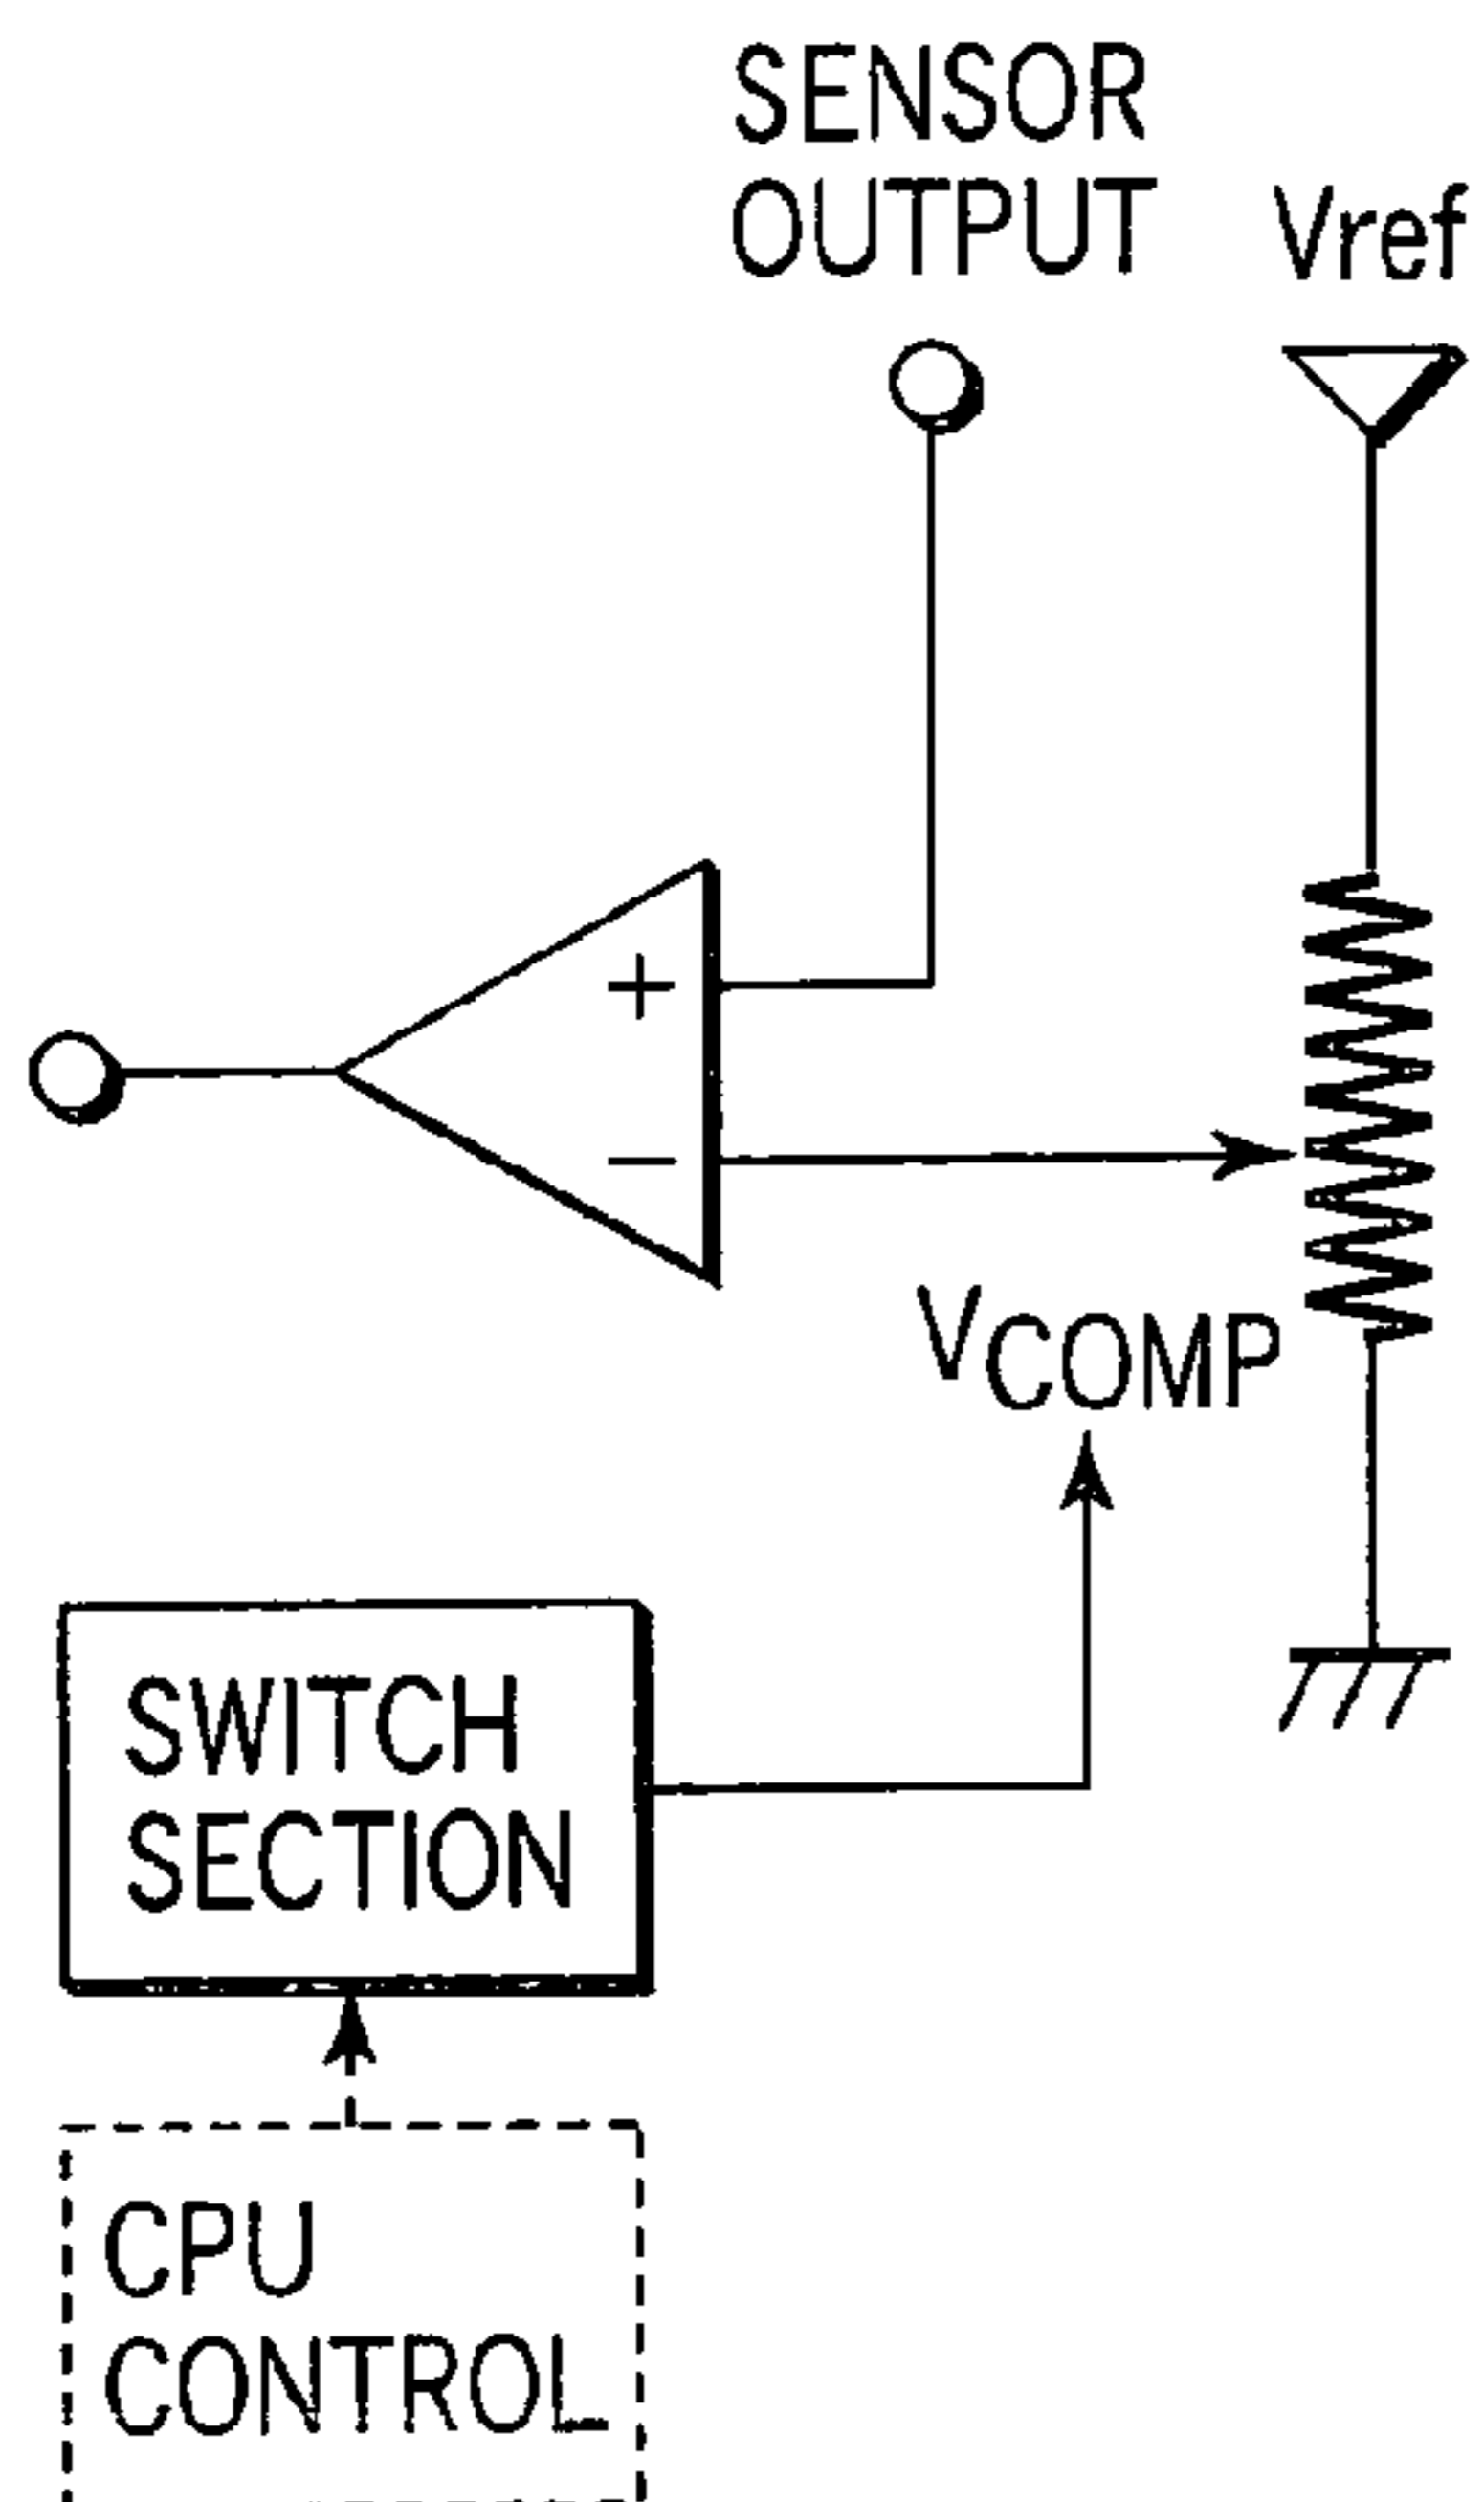 SENSOR
OUTPUT
Vref
+
−
VCOMP
SWITCH
SECTION
CPU
CONTROL